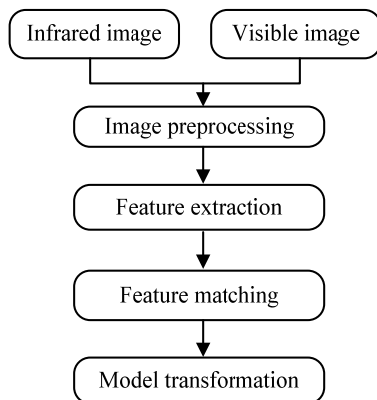 Infrared image
Visible image
Image preprocessing
Feature extraction
Feature matching
Model transformation